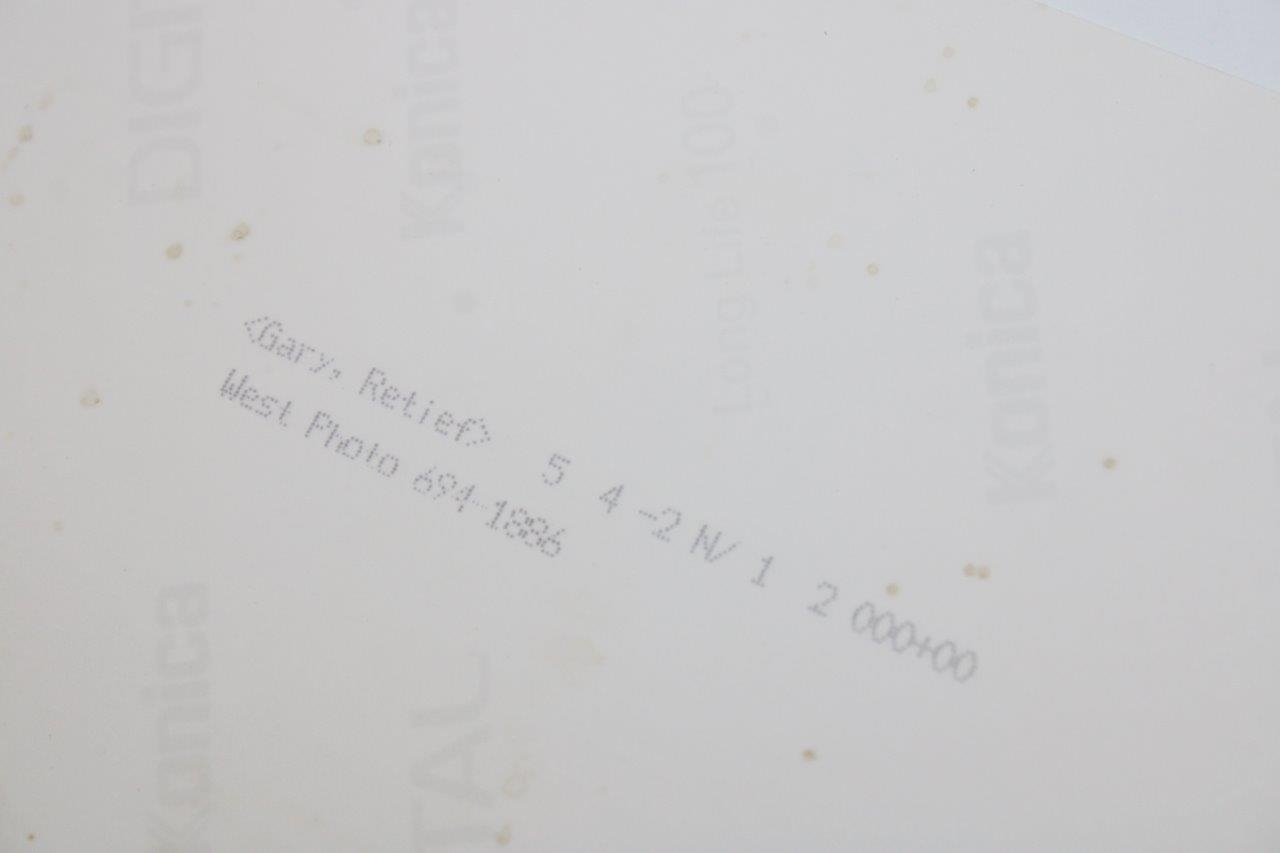 DIGI
Konica
Long Life 100
Konica
<Gary, Retief> 5 4 -2 N/ 1 2 000+00
West Photo 694-1886
Konica
TAL